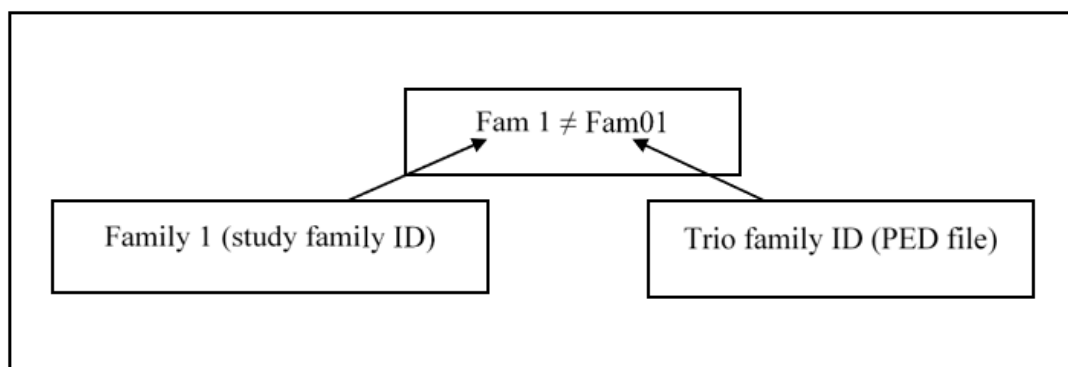 Fam 1 ≠ Fam01
Family 1 (study family ID)
Trio family ID (PED file)